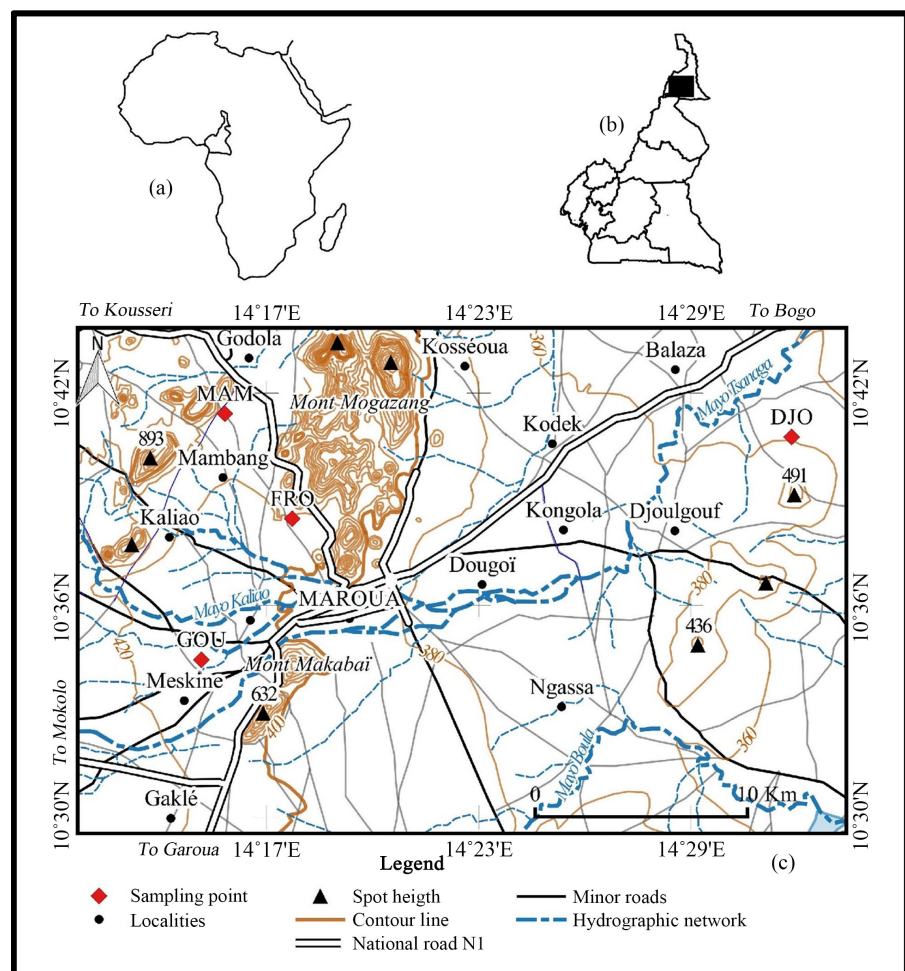 (a)
(b)
To Kousseri
14°17'E
14°23'E
14°29'E
To Bogo
N
Godola
Kosséoua
360
Balaza
10°42'N
10°42'N
MAM
Mont Mogazang
Mayo Tsanaga
DJO
893
Mambang
Kodek
491
FRO
Kaliao
Kongola
Djoulgouf
Dougoï
380
10°36'N
10°36'N
Mayo Kaliao
MAROUA
436
420
GOU
Mont Makabaï
380
Meskine
632
400
Ngassa
To Mokolo
Mayo Boula
360
0
10 Km
Gaklé
10°30'N
10°30'N
To Garoua
14°17'E
14°23'E
14°29'E
(c)
Legend
Sampling point
Spot heigth
Minor roads
Localities
Contour line
Hydrographic network
National road N1